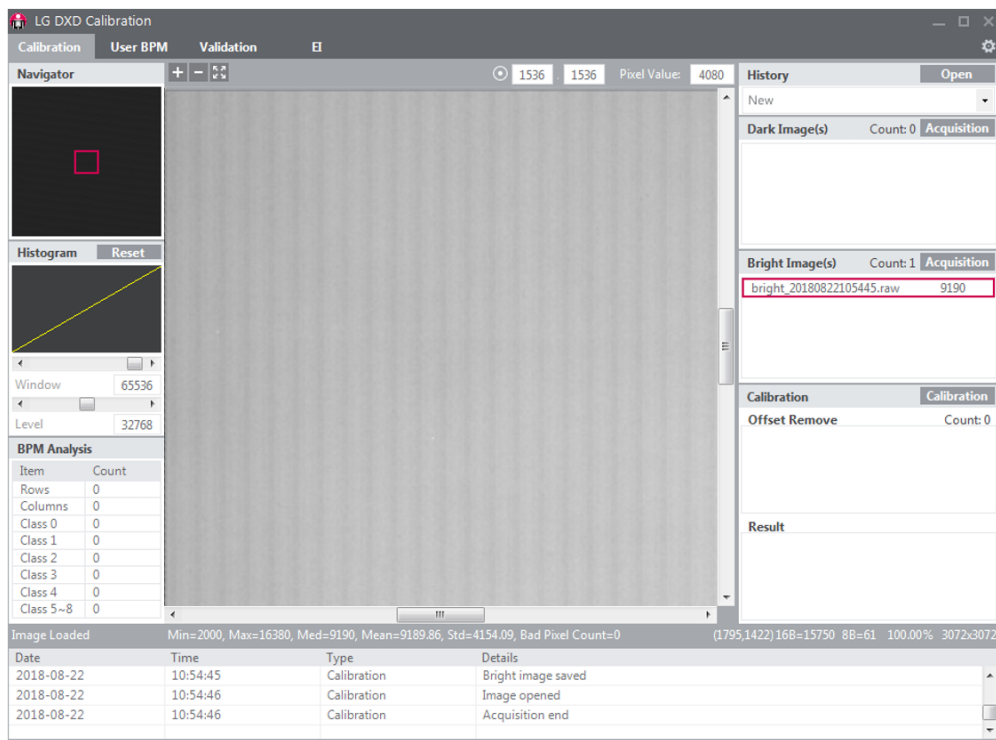 LG DXD Calibration
Calibration User BPM Validation EI
Navigator
1536 . 1536 Pixel Value: 4080
History Open
New
Dark Image(s) Count: 0 Acquisition
Histogram Reset
Bright Image(s) Count: 1 Acquisition
bright_20180822105445.raw 9190
Window 65536
Level 32768
Calibration Calibration
Offset Remove Count: 0
BPM Analysis
Item Count
Rows 0
Columns 0
Class 0 0
Class 1 0
Class 2 0
Class 3 0
Class 4 0
Class 5~8 0
Result
Image Loaded Min=2000, Max=16380, Med=9190, Mean=9189.86, Std=4154.09, Bad Pixel Count=0 (1795,1422) 16B=15750 8B=61 100.00% 3072x3072
Date Time Type Details
2018-08-22 10:54:45 Calibration Bright image saved
2018-08-22 10:54:46 Calibration Image opened
2018-08-22 10:54:46 Calibration Acquisition end